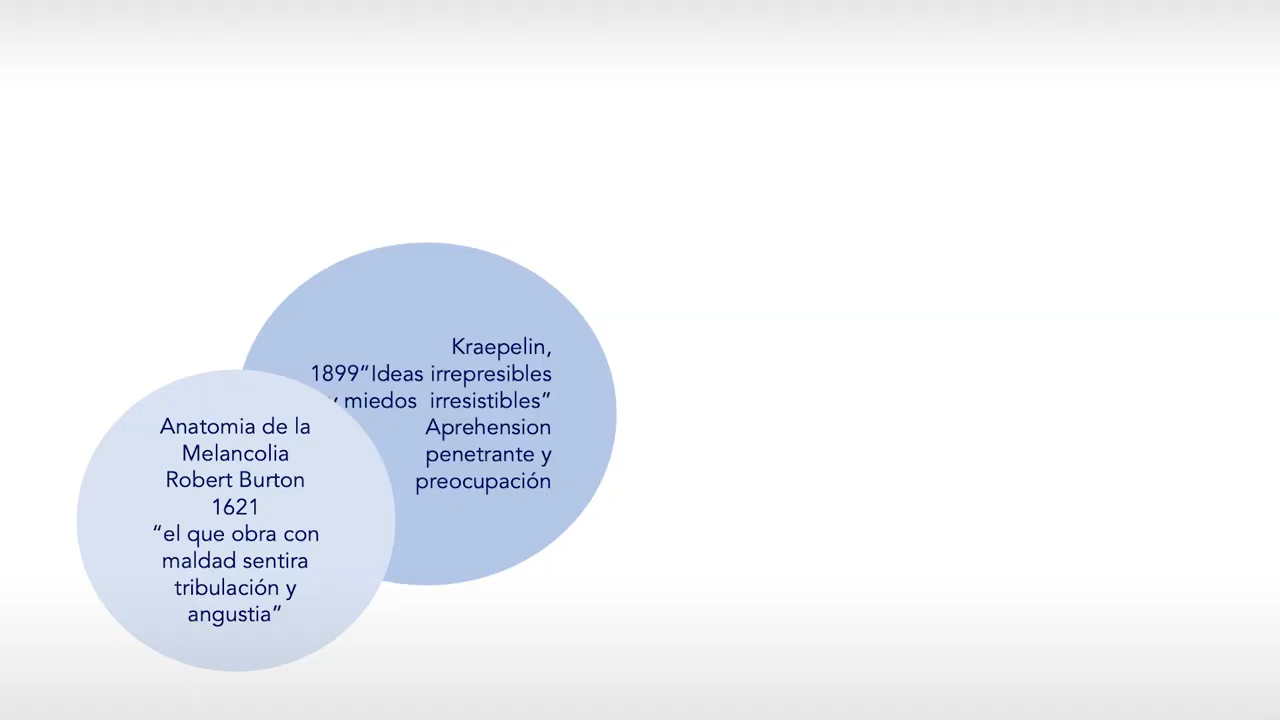 Kraepelin,
1899“Ideas irrepresibles
y miedos irresistibles”
Aprehension
penetrante y
preocupación
Anatomia de la
Melancolia
Robert Burton
1621
“el que obra con
maldad sentira
tribulación y
angustia”